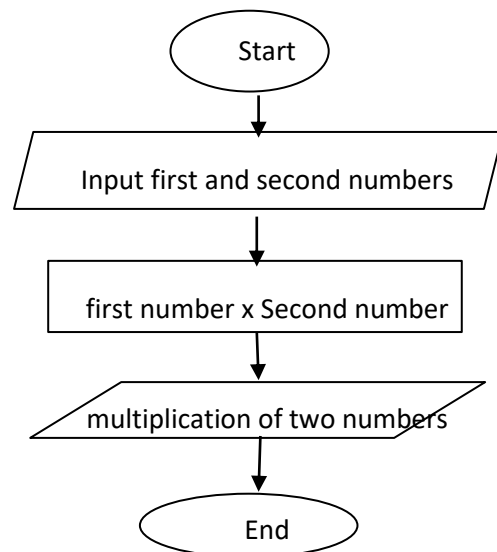 Start
Input first and second numbers
first number x Second number
multiplication of two numbers
End